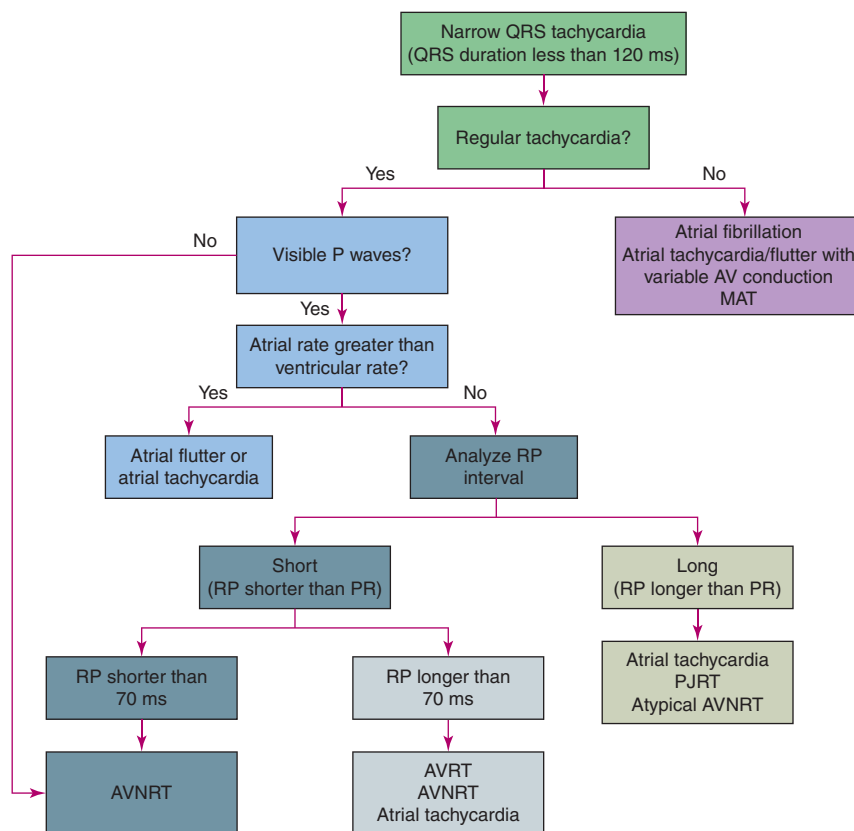 Narrow QRS tachycardia
(QRS duration less than 120 ms)
Regular tachycardia?
Yes
No
No
Visible P waves?
Atrial fibrillation
Atrial tachycardia/flutter with
variable AV conduction
MAT
Yes
Atrial rate greater than
ventricular rate?
Yes
No
Atrial flutter or
atrial tachycardia
Analyze RP
interval
Short
(RP shorter than PR)
Long
(RP longer than PR)
RP shorter than
70 ms
RP longer than
70 ms
Atrial tachycardia
PJRT
Atypical AVNRT
AVNRT
AVRT
AVNRT
Atrial tachycardia